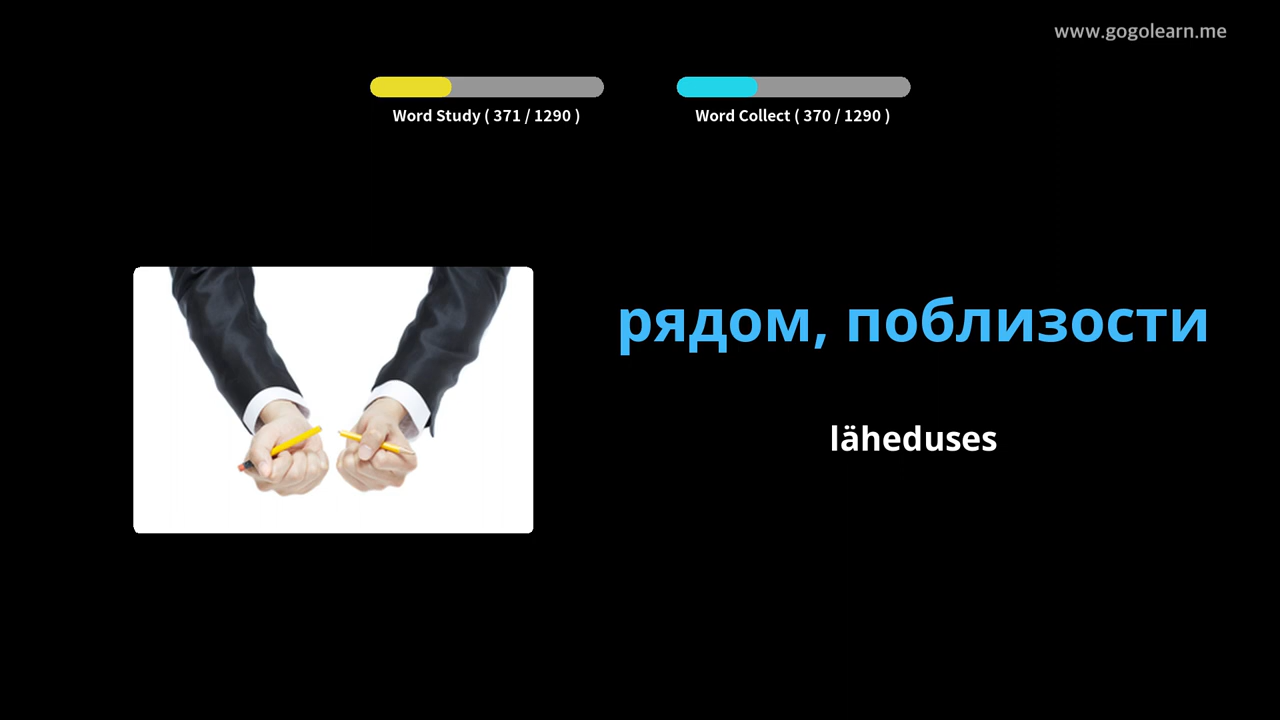 www.gogolearn.me
Word Study ( 371 / 1290 )
Word Collect ( 370 / 1290 )
рядом, поблизости
läheduses